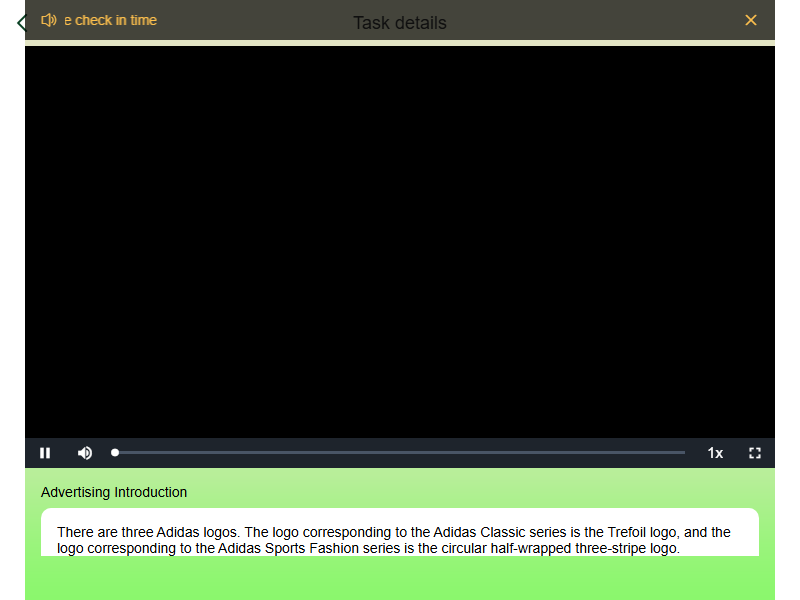 e check in time
Task details
1x
Advertising Introduction
There are three Adidas logos. The logo corresponding to the Adidas Classic series is the Trefoil logo, and the
logo corresponding to the Adidas Sports Fashion series is the circular half-wrapped three-stripe logo.